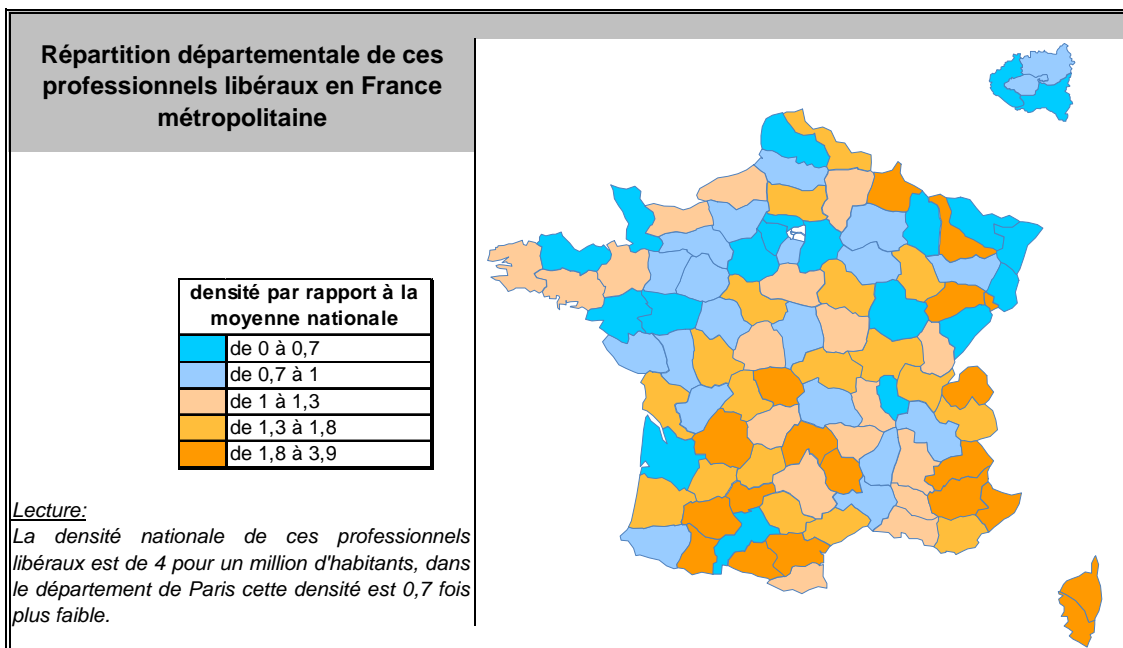 Répartition départementale de ces
professionnels libéraux en France
métropolitaine
densité par rapport à la
moyenne nationale
de 0 à 0,7
de 0,7 à 1
de 1 à 1,3
de 1,3 à 1,8
de 1,8 à 3,9
Lecture:
La densité nationale de ces professionnels
libéraux est de 4 pour un million d'habitants, dans
le département de Paris cette densité est 0,7 fois
plus faible.